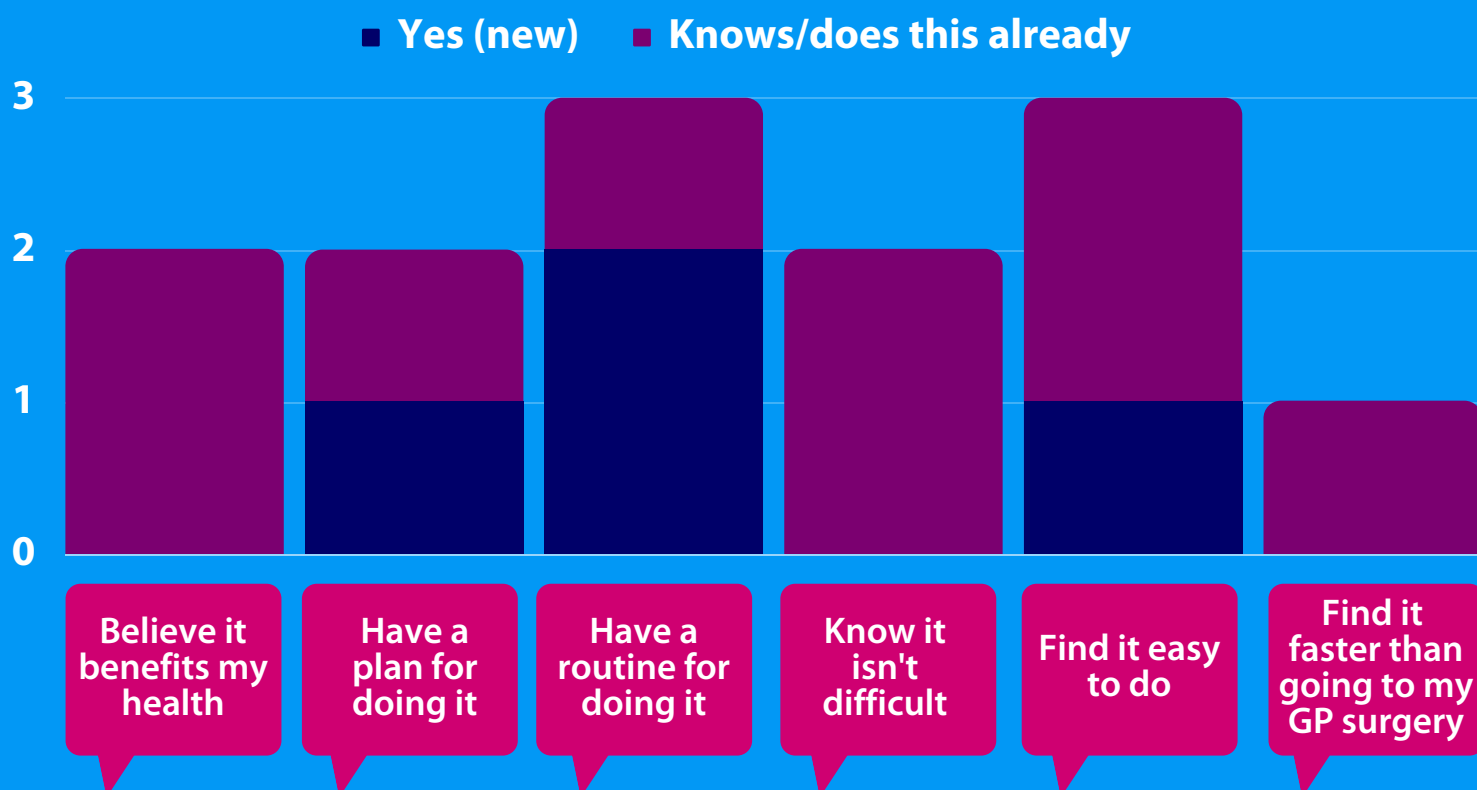 Yes (new) Knows/does this already
3
2
1
0
Believe it
benefits my
health
Have a
plan for
doing it
Have a
routine for
doing it
Know it
isn't
difficult
Find it easy
to do
Find it
faster than
going to my
GP surgery